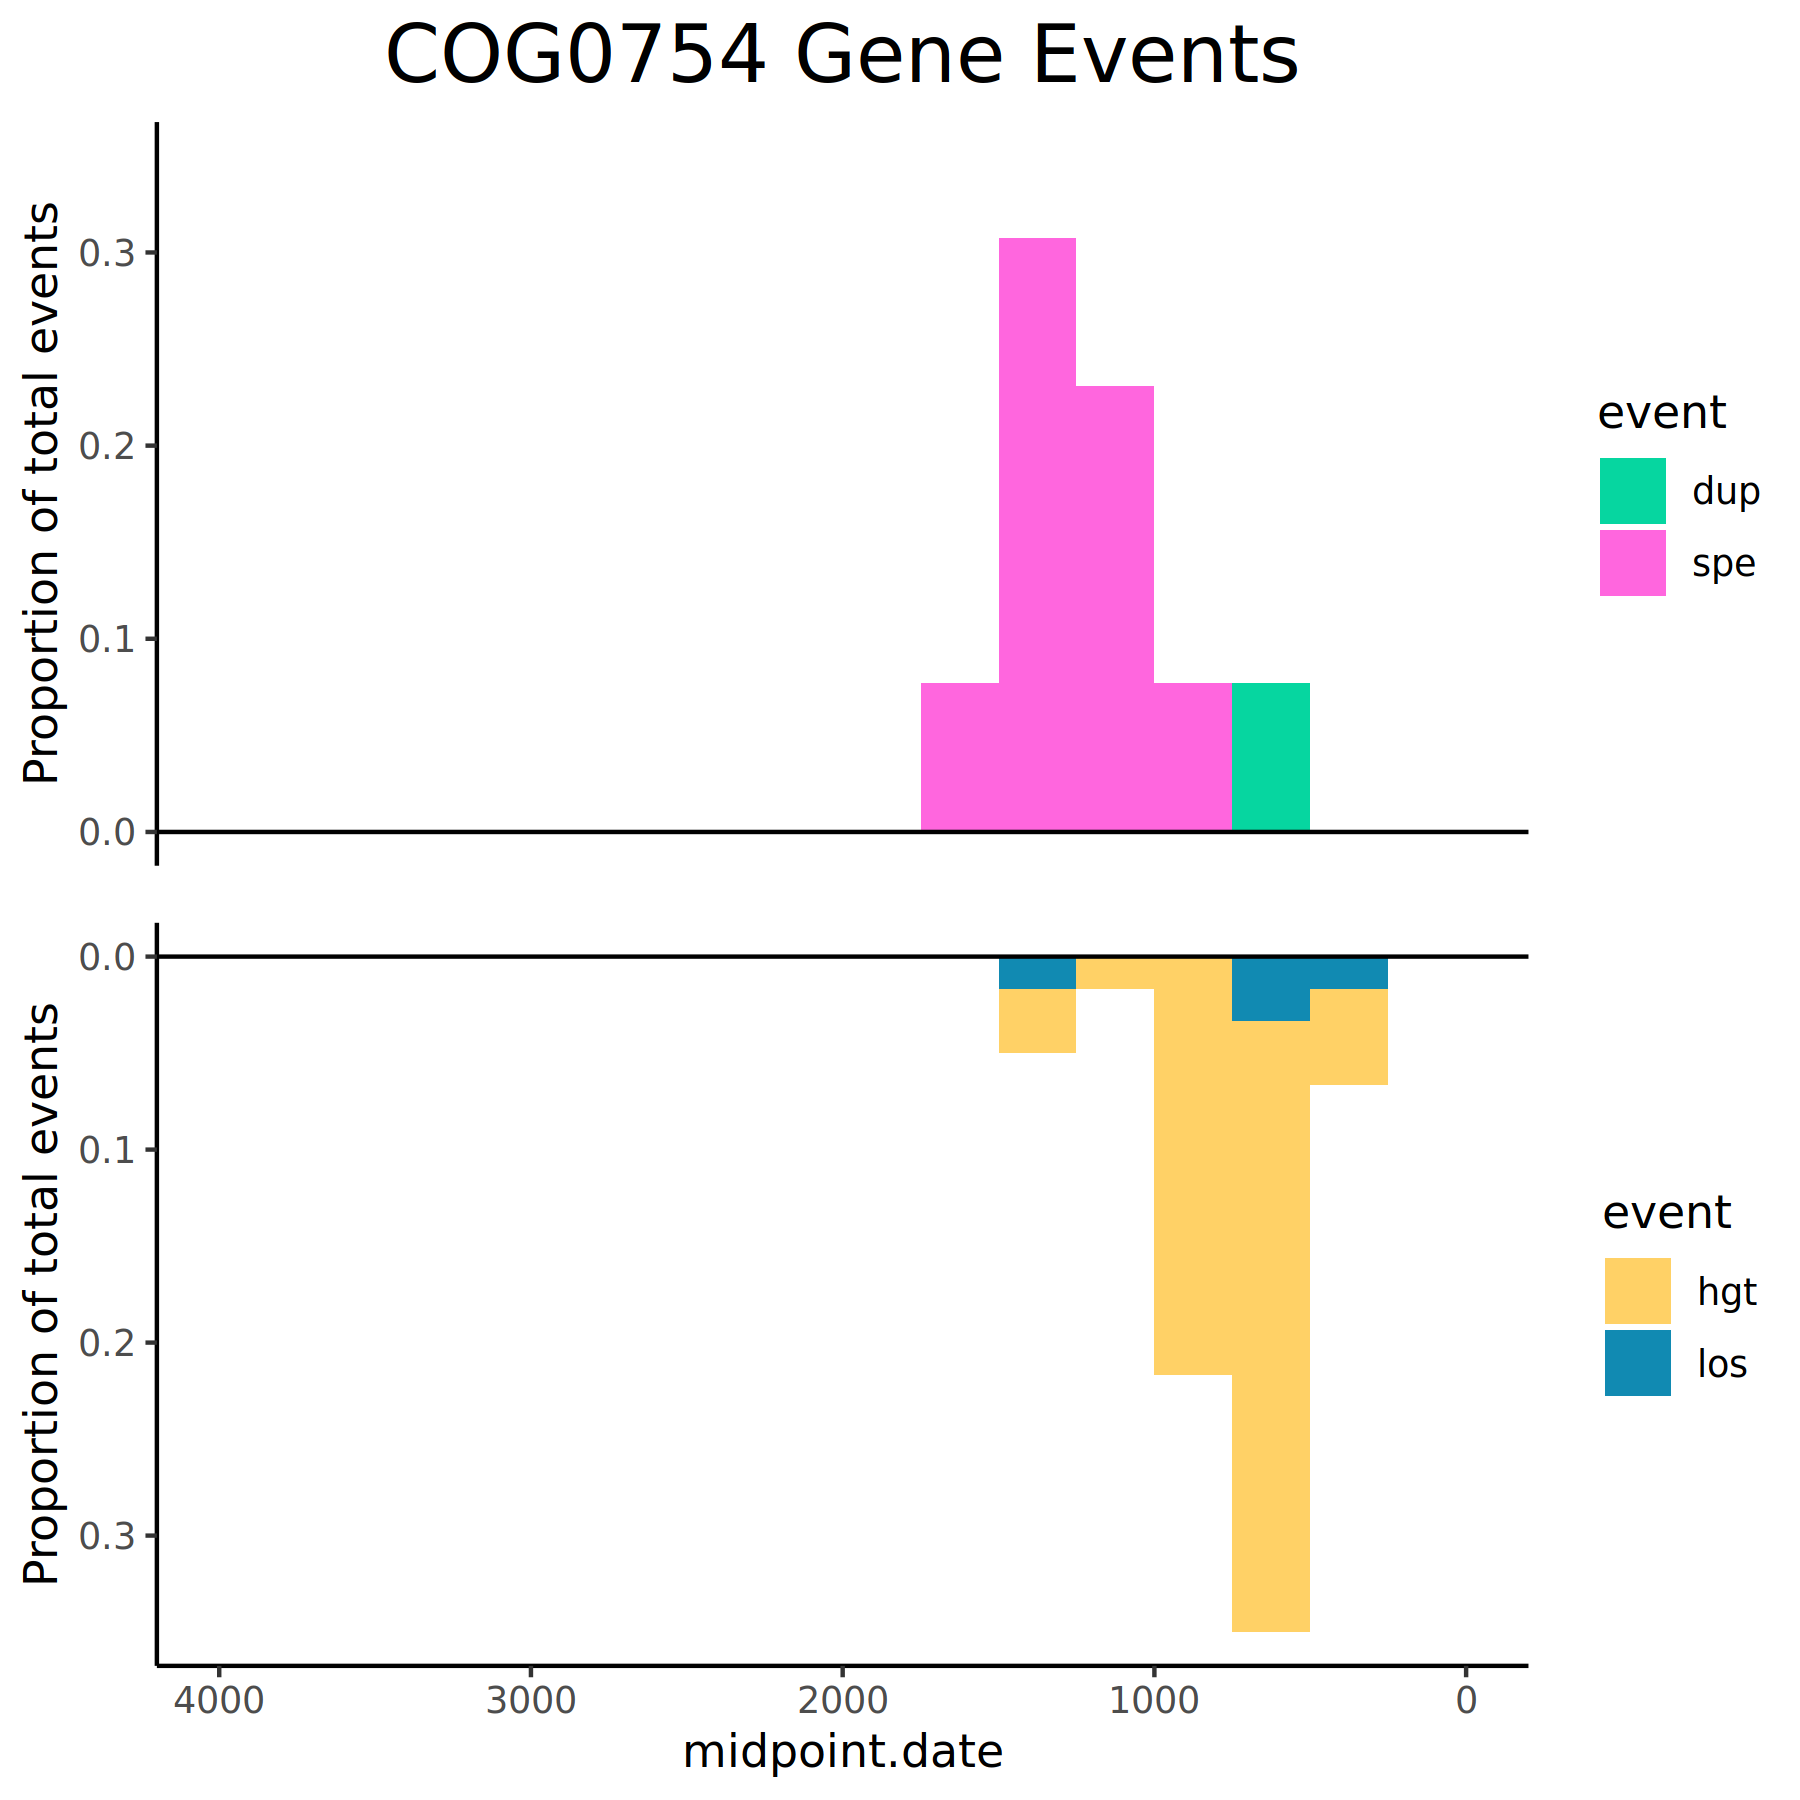 COG0754 Gene Events
Proportion of total events
0.3
0.2
0.1
0.0
event
dup
spe
Proportion of total events
0.0
0.1
0.2
0.3
event
hgt
los
4000 3000 2000 1000 0
midpoint.date